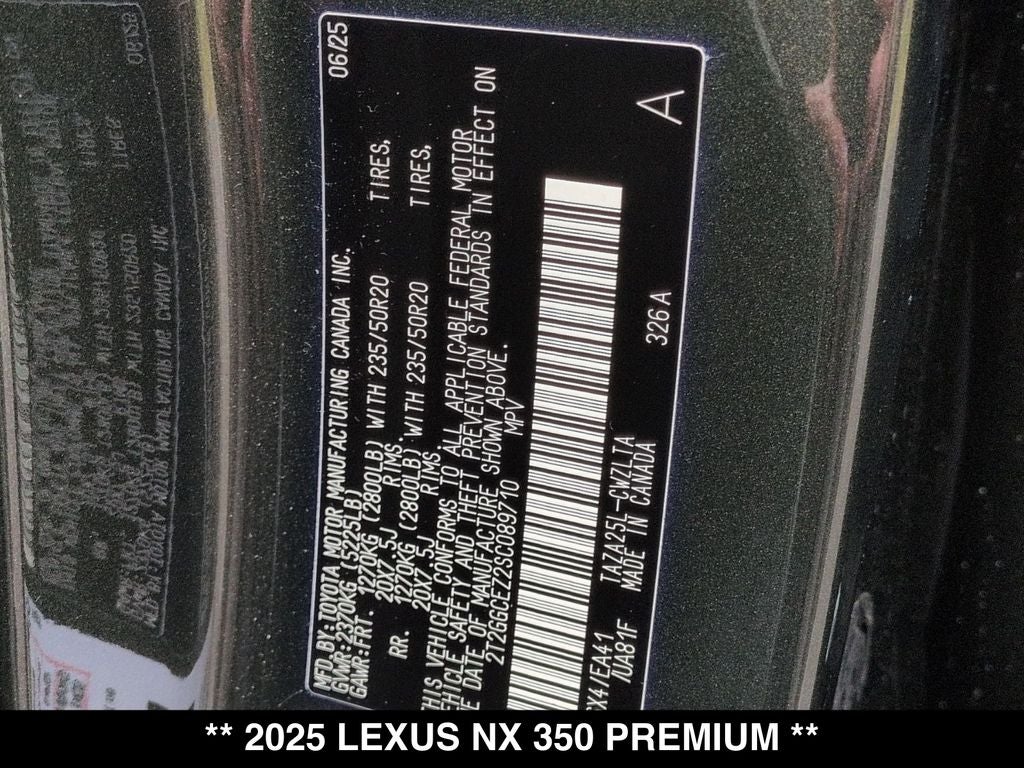 MFD.BY:TOYOTA MOTOR MANUFACTURING CANADA INC. 06/25
GVWR:2370KG (5225LB)
GAWR:FRT. 1270KG (2800LB) WITH 235/50R20 TIRES,
20X7.5J RIMS.
RR. 1270KG (2800LB) WITH 235/50R20 TIRES,
20X7.5J RIMS.
THIS VEHICLE CONFORMS TO ALL APPLICABLE FEDERAL MOTOR
VEHICLE SAFETY AND THEFT PREVENTION STANDARDS IN EFFECT ON
THE DATE OF MANUFACTURE SHOWN ABOVE.
2T2GGCEZ2SC089710 MPV
/EA41 TAZA25L-CWZLTA 326A
/UA81F MADE IN CANADA
A
** 2025 LEXUS NX 350 PREMIUM **